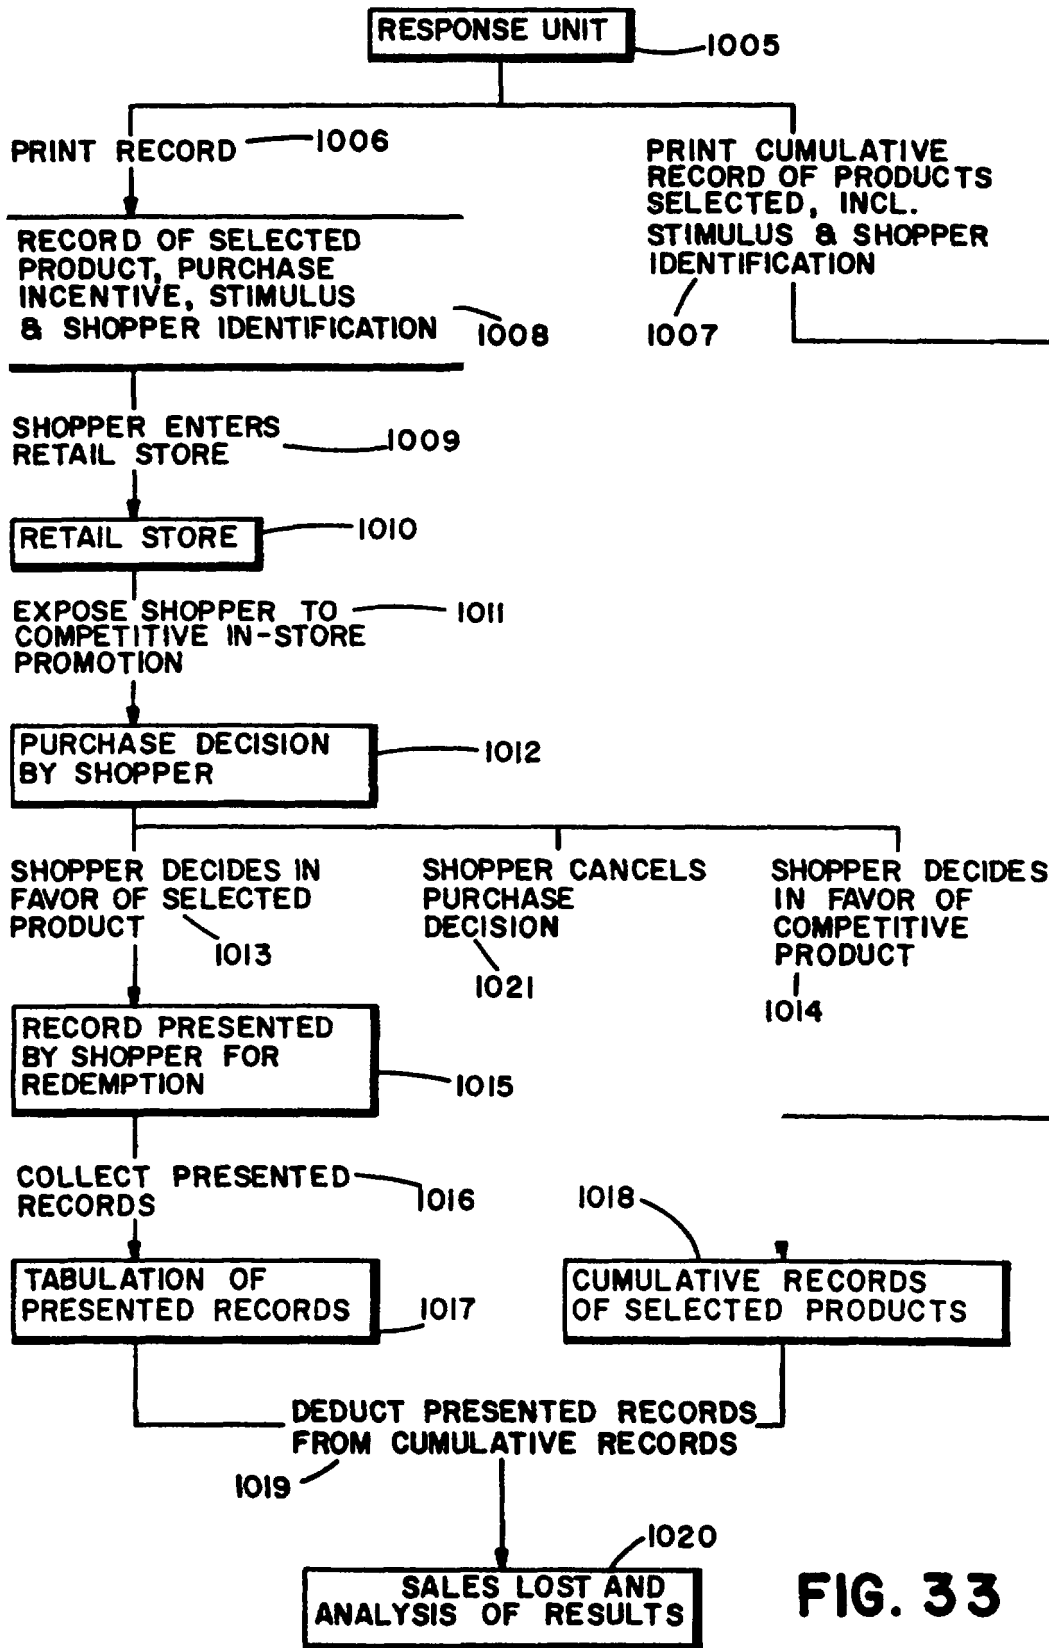 RESPONSE UNIT
1005
PRINT RECORD
1006
PRINT CUMULATIVE
RECORD OF PRODUCTS
SELECTED, INCL.
STIMULUS & SHOPPER
IDENTIFICATION
1007
RECORD OF SELECTED
PRODUCT, PURCHASE
INCENTIVE, STIMULUS
& SHOPPER IDENTIFICATION
1008
SHOPPER ENTERS
RETAIL STORE
1009
RETAIL STORE
1010
EXPOSE SHOPPER TO
COMPETITIVE IN-STORE
PROMOTION
1011
PURCHASE DECISION
BY SHOPPER
1012
SHOPPER DECIDES IN
FAVOR OF SELECTED
PRODUCT
1013
SHOPPER CANCELS
PURCHASE
DECISION
1021
SHOPPER DECIDES
IN FAVOR OF
COMPETITIVE
PRODUCT
1014
RECORD PRESENTED
BY SHOPPER FOR
REDEMPTION
1015
COLLECT PRESENTED
RECORDS
1016
1018
TABULATION OF
PRESENTED RECORDS
1017
CUMULATIVE RECORDS
OF SELECTED PRODUCTS
DEDUCT PRESENTED RECORDS
FROM CUMULATIVE RECORDS
1019
1020
SALES LOST AND
ANALYSIS OF RESULTS
FIG. 33